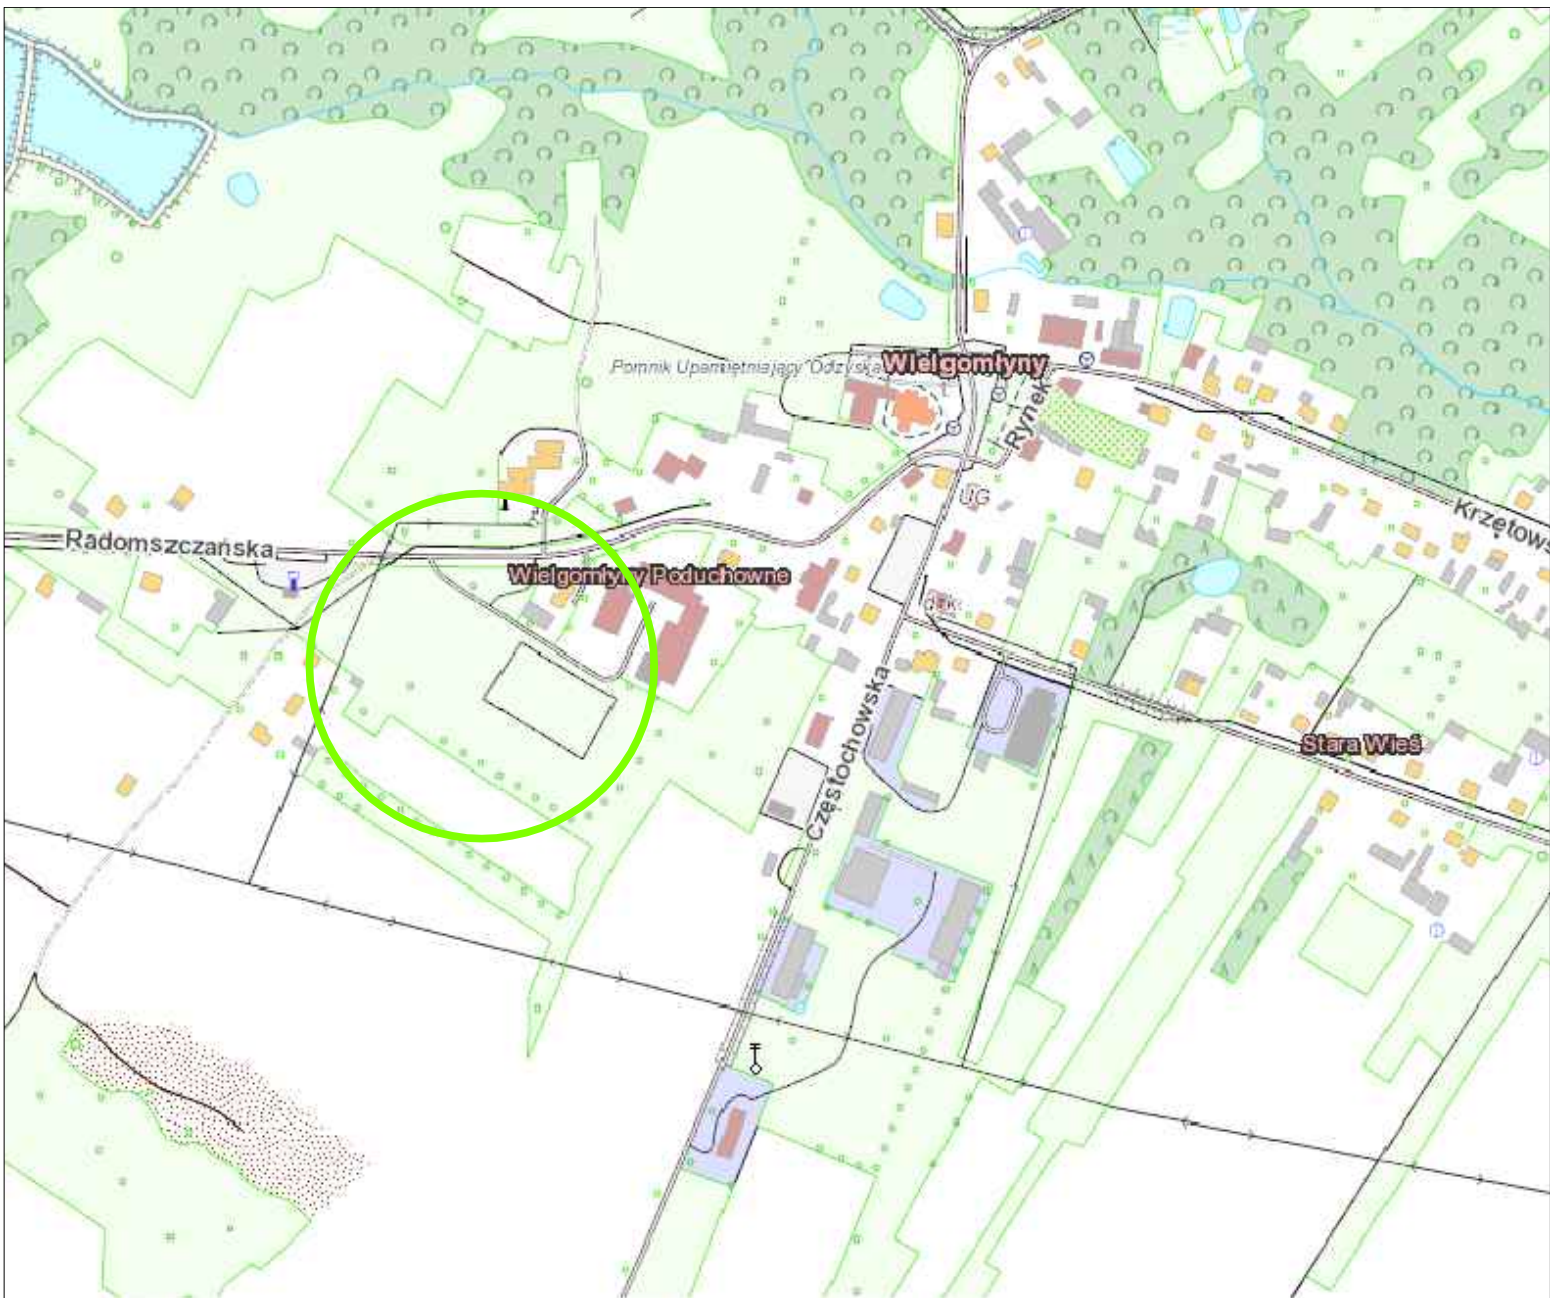 Pomnik Upamiętniający Odzyska
Wielgomłyny
Rynek
UG
Krzętows
Radomszczańska
Wielgomłyny Poduchowne
Częstochowska
Stara Wieś